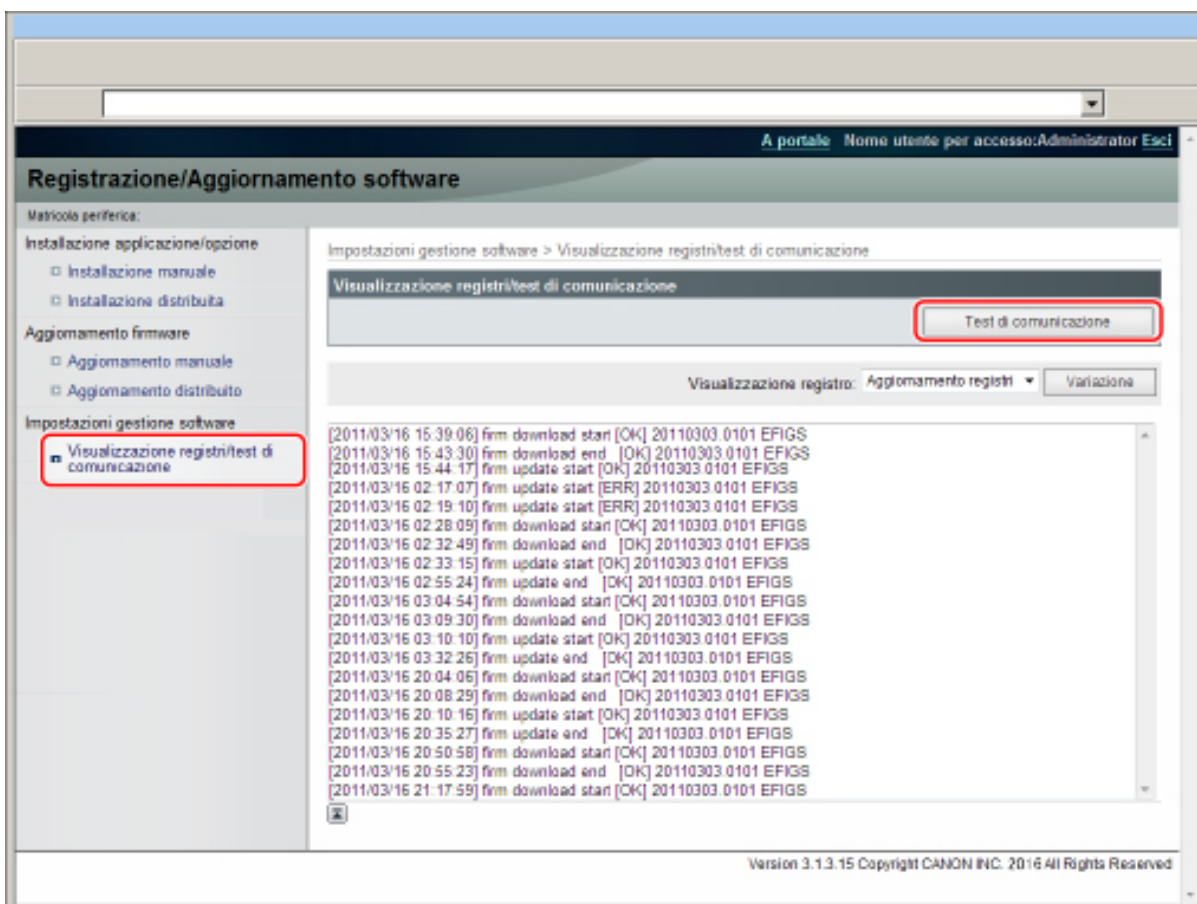 A portale Nome utente per accesso:Administrator Esci
Registrazione/Aggiornamento software
Matricola periferica:
Installazione applicazione/opzione
Installazione manuale
Installazione distribuita
Aggiornamento firmware
Aggiornamento manuale
Aggiornamento distribuito
Impostazioni gestione software
Visualizzazione registri/test di
comunicazione
Impostazioni gestione software > Visualizzazione registri/test di comunicazione
Visualizzazione registri/test di comunicazione
Test di comunicazione
Visualizzazione registro: Aggiornamento registri Variazione
[2011/03/16 15:39:06] firm download start [OK] 20110303.0101 EFIGS
[2011/03/16 15:43:30] firm download end [OK] 20110303.0101 EFIGS
[2011/03/16 15:44:17] firm update start [OK] 20110303.0101 EFIGS
[2011/03/16 02:17:07] firm update start [ERR] 20110303.0101 EFIGS
[2011/03/16 02:19:10] firm update start [ERR] 20110303.0101 EFIGS
[2011/03/16 02:28:09] firm download start [OK] 20110303.0101 EFIGS
[2011/03/16 02:32:49] firm download end [OK] 20110303.0101 EFIGS
[2011/03/16 02:33:15] firm update start [OK] 20110303.0101 EFIGS
[2011/03/16 02:55:24] firm update end [OK] 20110303.0101 EFIGS
[2011/03/16 03:04:54] firm download start [OK] 20110303.0101 EFIGS
[2011/03/16 03:09:30] firm download end [OK] 20110303.0101 EFIGS
[2011/03/16 03:10:10] firm update start [OK] 20110303.0101 EFIGS
[2011/03/16 03:32:26] firm update end [OK] 20110303.0101 EFIGS
[2011/03/16 20:04:06] firm download start [OK] 20110303.0101 EFIGS
[2011/03/16 20:08:29] firm download end [OK] 20110303.0101 EFIGS
[2011/03/16 20:10:16] firm update start [OK] 20110303.0101 EFIGS
[2011/03/16 20:35:27] firm update end [OK] 20110303.0101 EFIGS
[2011/03/16 20:50:58] firm download start [OK] 20110303.0101 EFIGS
[2011/03/16 20:55:23] firm download end [OK] 20110303.0101 EFIGS
[2011/03/16 21:17:59] firm download start [OK] 20110303.0101 EFIGS
Version 3.1.3.15 Copyright CANON INC. 2016 All Rights Reserved